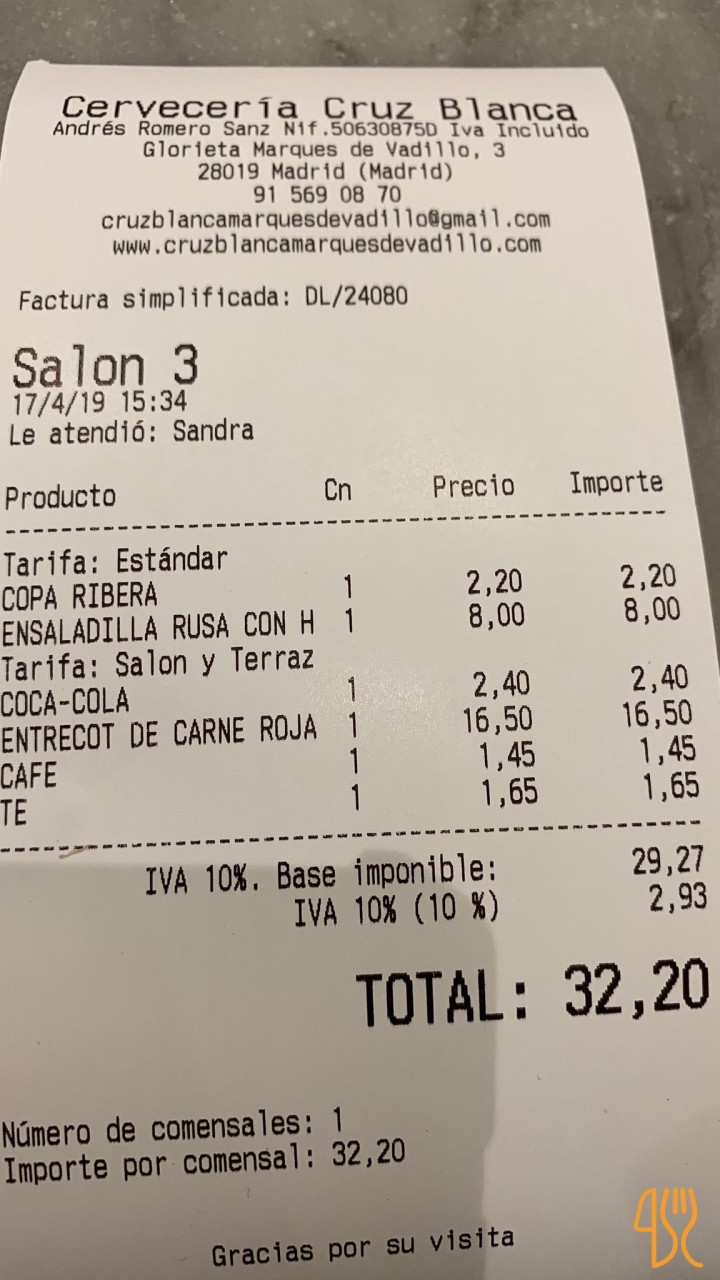 Cervecería Cruz Blanca
Andrés Romero Sanz Nif.50630875D Iva Incluido
Glorieta Marques de Vadillo, 3
28019 Madrid (Madrid)
91 569 08 70
cruzblancamarquesdevadillo@gmail.com
www.cruzblancamarquesdevadillo.com
Factura simplificada: DL/24080
Salon 3
17/4/19 15:34
Le atendió: Sandra
Producto Cn Precio Importe
Tarifa: Estándar
COPA RIBERA 1 2,20 2,20
ENSALADILLA RUSA CON H 1 8,00 8,00
Tarifa: Salon y Terraz
COCA-COLA 1 2,40 2,40
ENTRECOT DE CARNE ROJA 1 16,50 16,50
CAFE 1 1,45 1,45
TE 1 1,65 1,65
IVA 10%. Base imponible: 29,27
IVA 10% (10 %) 2,93
TOTAL: 32,20
Número de comensales: 1
Importe por comensal: 32,20
Gracias por su visita